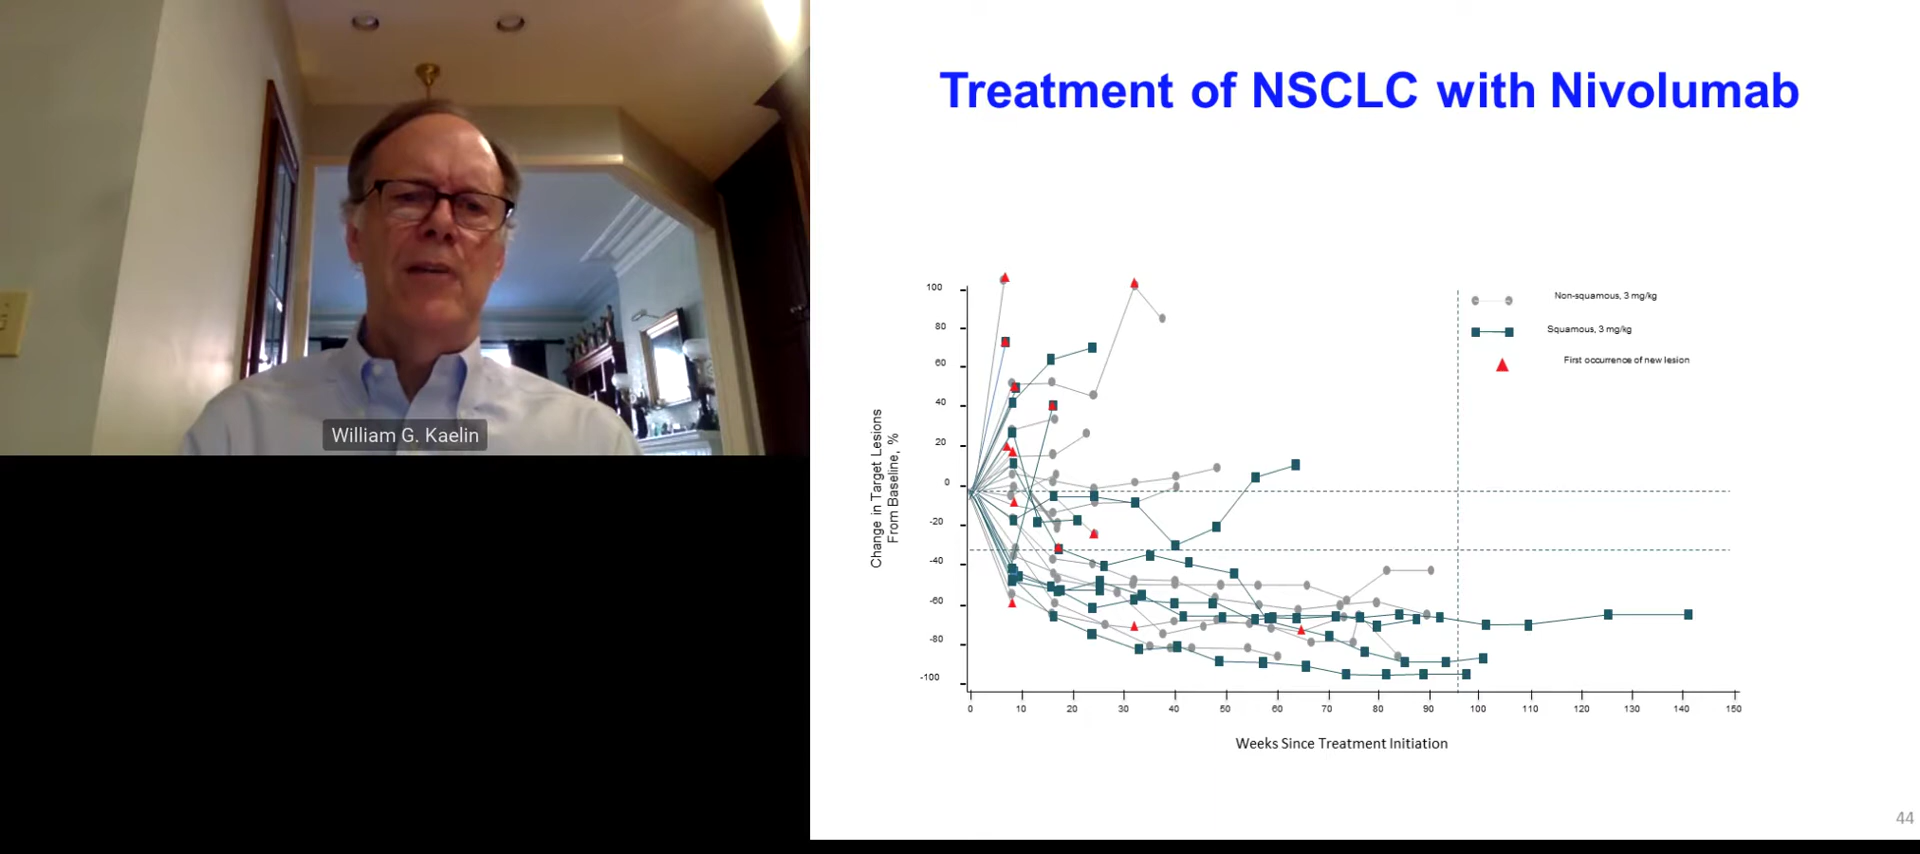 Treatment of NSCLC with Nivolumab
William G. Kaelin
Change in Target Lesions
From Baseline, %
100
80
60
40
20
0
-20
-40
-60
-80
-100
0 10 20 30 40 50 60 70 80 90 100 110 120 130 140 150
Weeks Since Treatment Initiation
Non-squamous, 3 mg/kg
Squamous, 3 mg/kg
First occurrence of new lesion
44